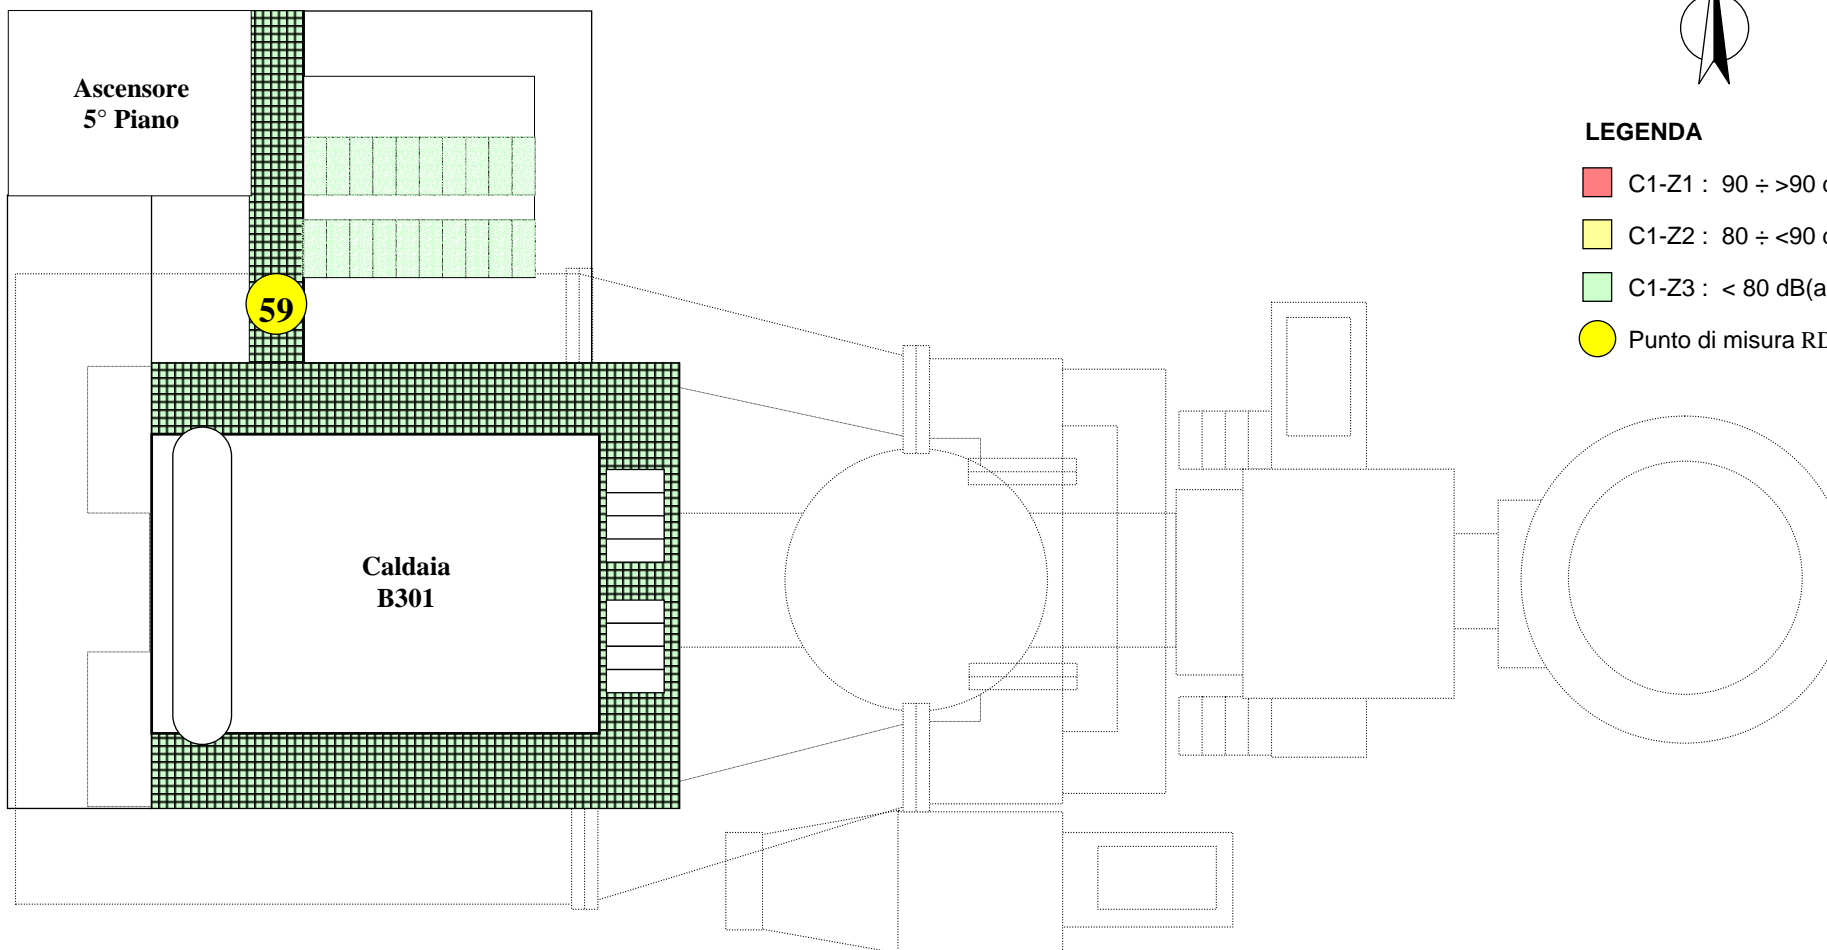 Ascensore
5° Piano
LEGENDA
C1-Z1 : 90 ÷ >90
C1-Z2 : 80 ÷ <90
C1-Z3 : < 80 dB(a
Punto di misura
59
Caldaia
B301